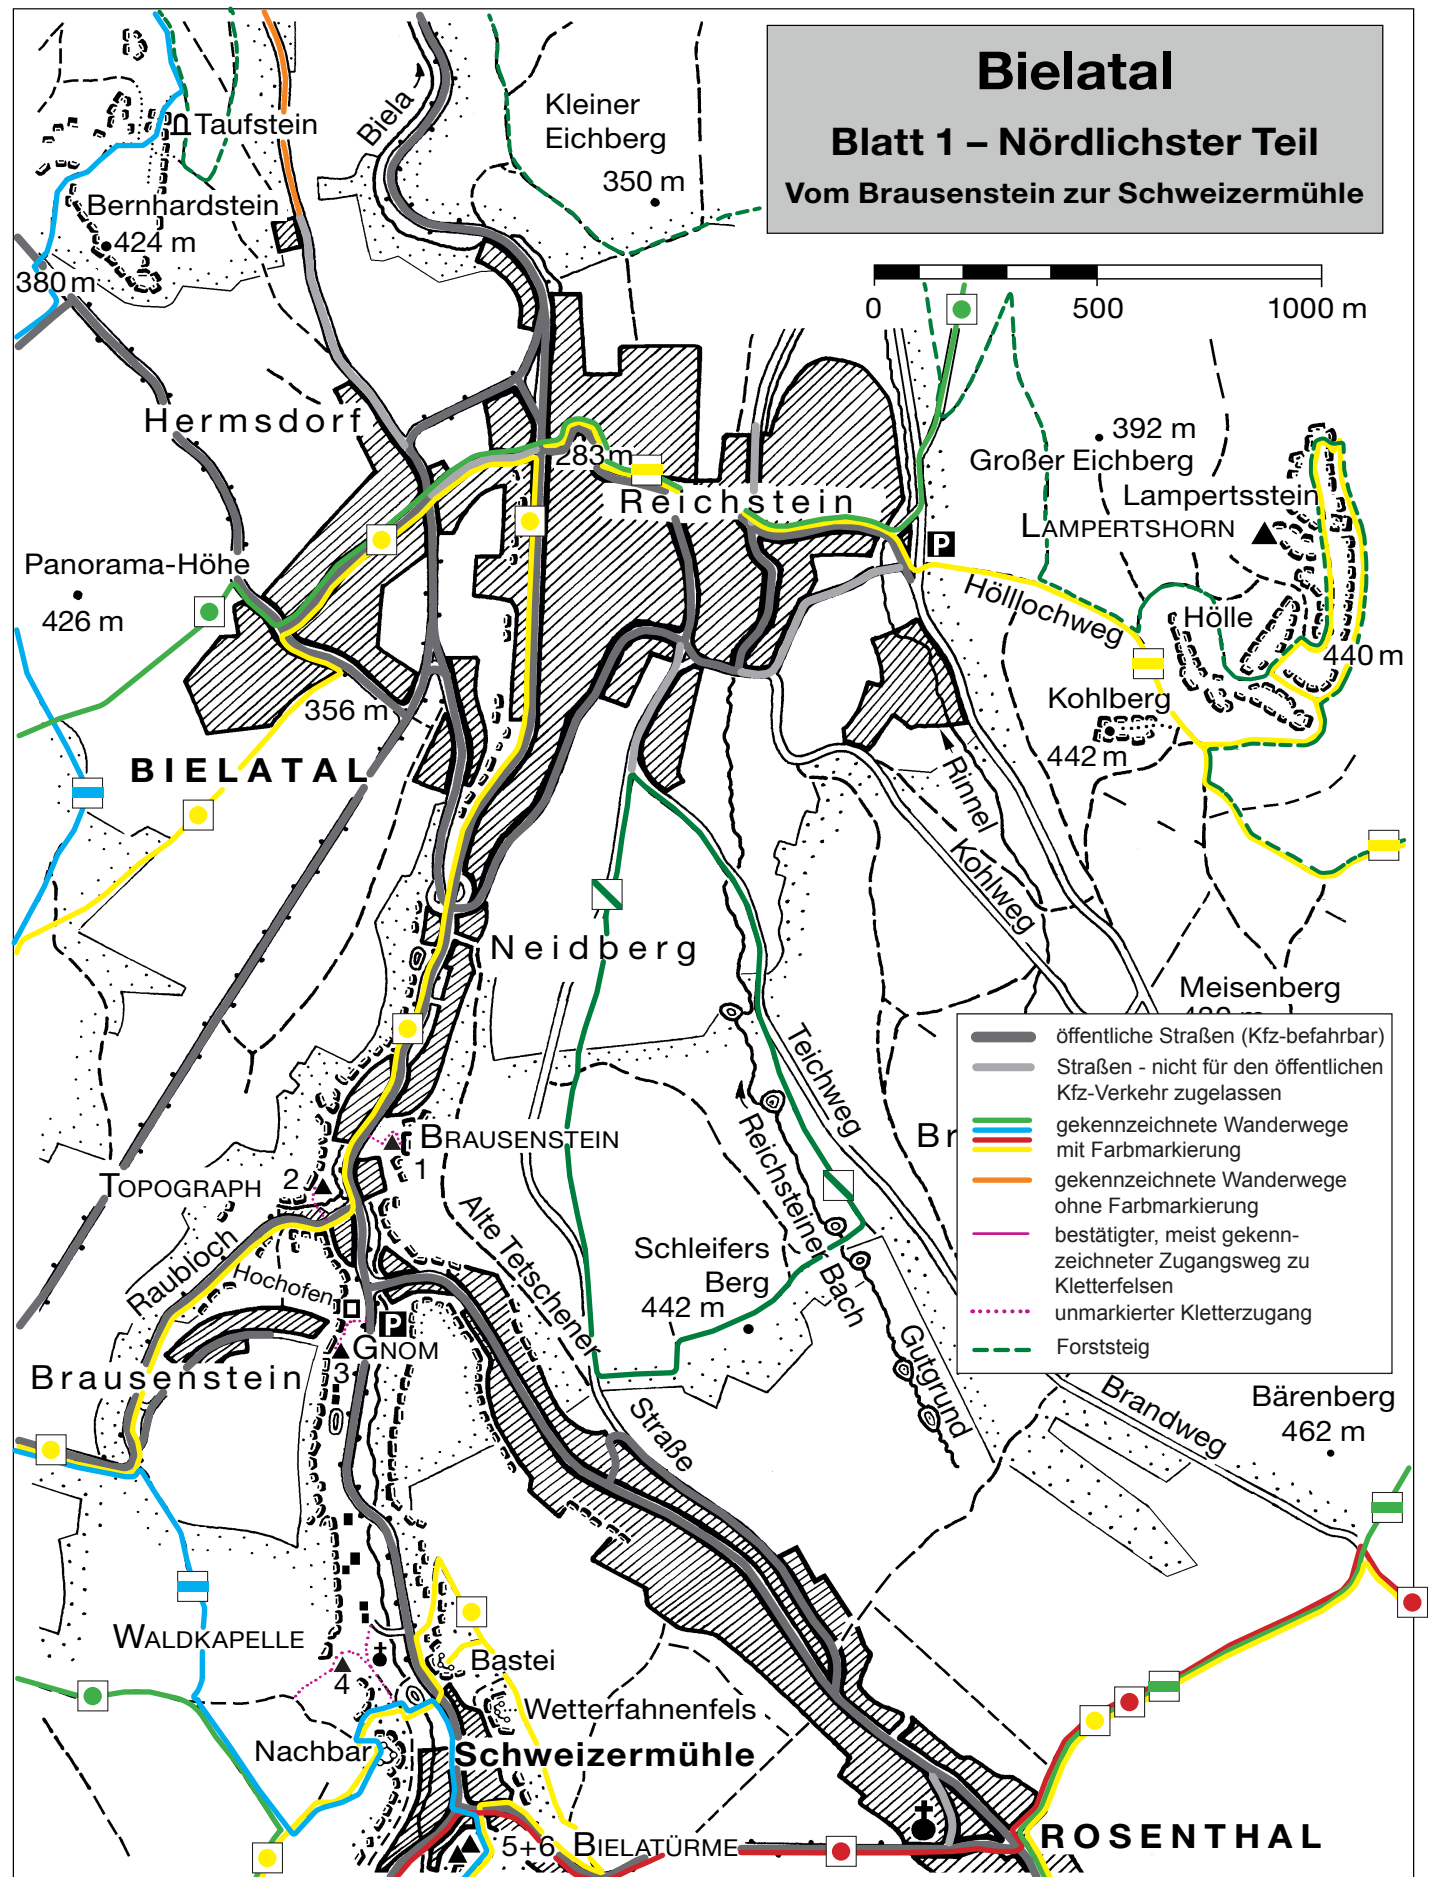 Bielatal
Blatt 1 – Nördlichster Teil
Vom Brausenstein zur Schweizermühle
0 500 1000 m
Biela
Kleiner
Eichberg
350 m
Taufstein
Bernhardstein
424 m
380 m
Hermsdorf
283 m
Reichstein
392 m
Großer Eichberg
Lampertsstein
LAMPERTSHORN
P
Panorama-Höhe
426 m
Hölllochweg
Hölle
440 m
Kohlberg
442 m
356 m
BIELATAL
Rinnel
Kohlweg
Neidberg
Meisenberg
öffentliche Straßen (Kfz-befahrbar)
Straßen - nicht für den öffentlichen
Kfz-Verkehr zugelassen
gekennzeichnete Wanderwege
mit Farbmarkierung
gekennzeichnete Wanderwege
ohne Farbmarkierung
bestätigter, meist gekenn-
zeichneter Zugangsweg zu
Kletterfelsen
unmarkierter Kletterzugang
Forststeig
Teichweg
Br
BRAUSENSTEIN
1
TOPOGRAPH 2
Reichsteiner
Bach
Alte Tetschener
Straße
Raubloch
Hochofen
P
GNOM
3
Brausenstein
Schleifers
Berg
442 m
Gutgrund
Brandweg
Bärenberg
462 m
WALDKAPELLE
4
Bastei
Wetterfahnenfels
Nachbar
Schweizermühle
5+6 BIELATÜRME
ROSENTHAL